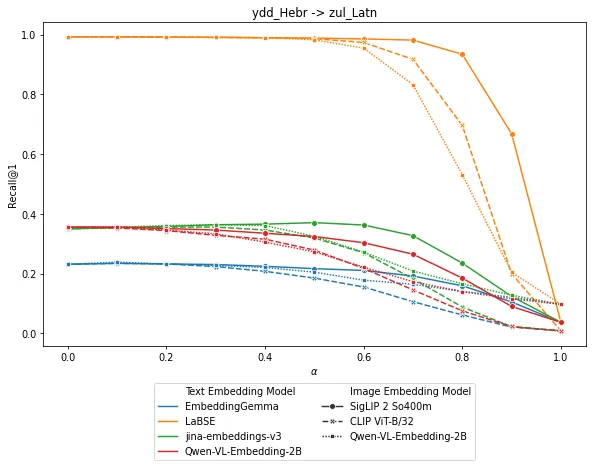 ydd_Hebr -> zul_Latn
Recall@1
1.0
0.8
0.6
0.4
0.2
0.0
0.0 0.2 0.4 0.6 0.8 1.0
α
Text Embedding Model
EmbeddingGemma
LaBSE
jina-embeddings-v3
Qwen-VL-Embedding-2B
Image Embedding Model
SigLIP 2 So400m
CLIP ViT-B/32
Qwen-VL-Embedding-2B